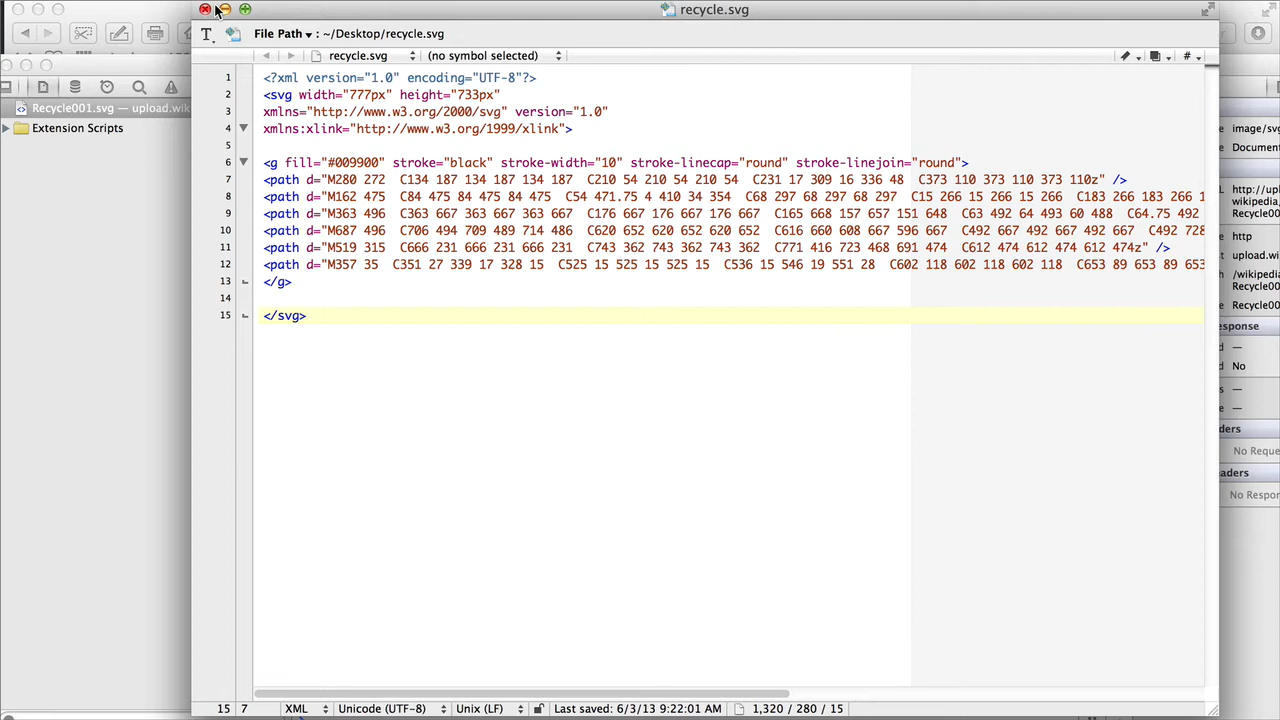 recycle.svg
File Path : ~/Desktop/recycle.svg
recycle.svg (no symbol selected) #
Recycle001.svg — upload.wi
Extension Scripts
1 <?xml version="1.0" encoding="UTF-8"?>
2 <svg width="777px" height="733px"
3 xmlns="http://www.w3.org/2000/svg" version="1.0"
4 xmlns:xlink="http://www.w3.org/1999/xlink">
5
6 <g fill="#009900" stroke="black" stroke-width="10" stroke-linecap="round" stroke-linejoin="round">
7 <path d="M280 272 C134 187 134 187 134 187 C210 54 210 54 210 54 C231 17 309 16 336 48 C373 110 373 110 373 110z" />
8 <path d="M162 475 C84 475 84 475 84 475 C54 471.75 4 410 34 354 C68 297 68 297 68 297 C15 266 15 266 15 266 C183 266 183 266 1
9 <path d="M363 496 C363 667 363 667 363 667 C176 667 176 667 176 667 C165 668 157 657 151 648 C63 492 64 493 60 488 C64.75 492
10 <path d="M687 496 C706 494 709 489 714 486 C620 652 620 652 620 652 C616 660 608 667 596 667 C492 667 492 667 492 667 C492 728
11 <path d="M519 315 C666 231 666 231 666 231 C743 362 743 362 743 362 C771 416 723 468 691 474 C612 474 612 474 612 474z" />
12 <path d="M357 35 C351 27 339 17 328 15 C525 15 525 15 525 15 C536 15 546 19 551 28 C602 118 602 118 602 118 C653 89 653 89 653
13 </g>
14
15 </svg>
image/sv
Docume
http://up
wikipedia
Recycle00
http
upload.wi
/wikipedi
Recycle00
Recycle00
esponse
—
No
—
—
ders
No Reque
eaders
No Respor
15 7 XML Unicode (UTF-8) Unix (LF) Last saved: 6/3/13 9:22:01 AM 1,320 / 280 / 15